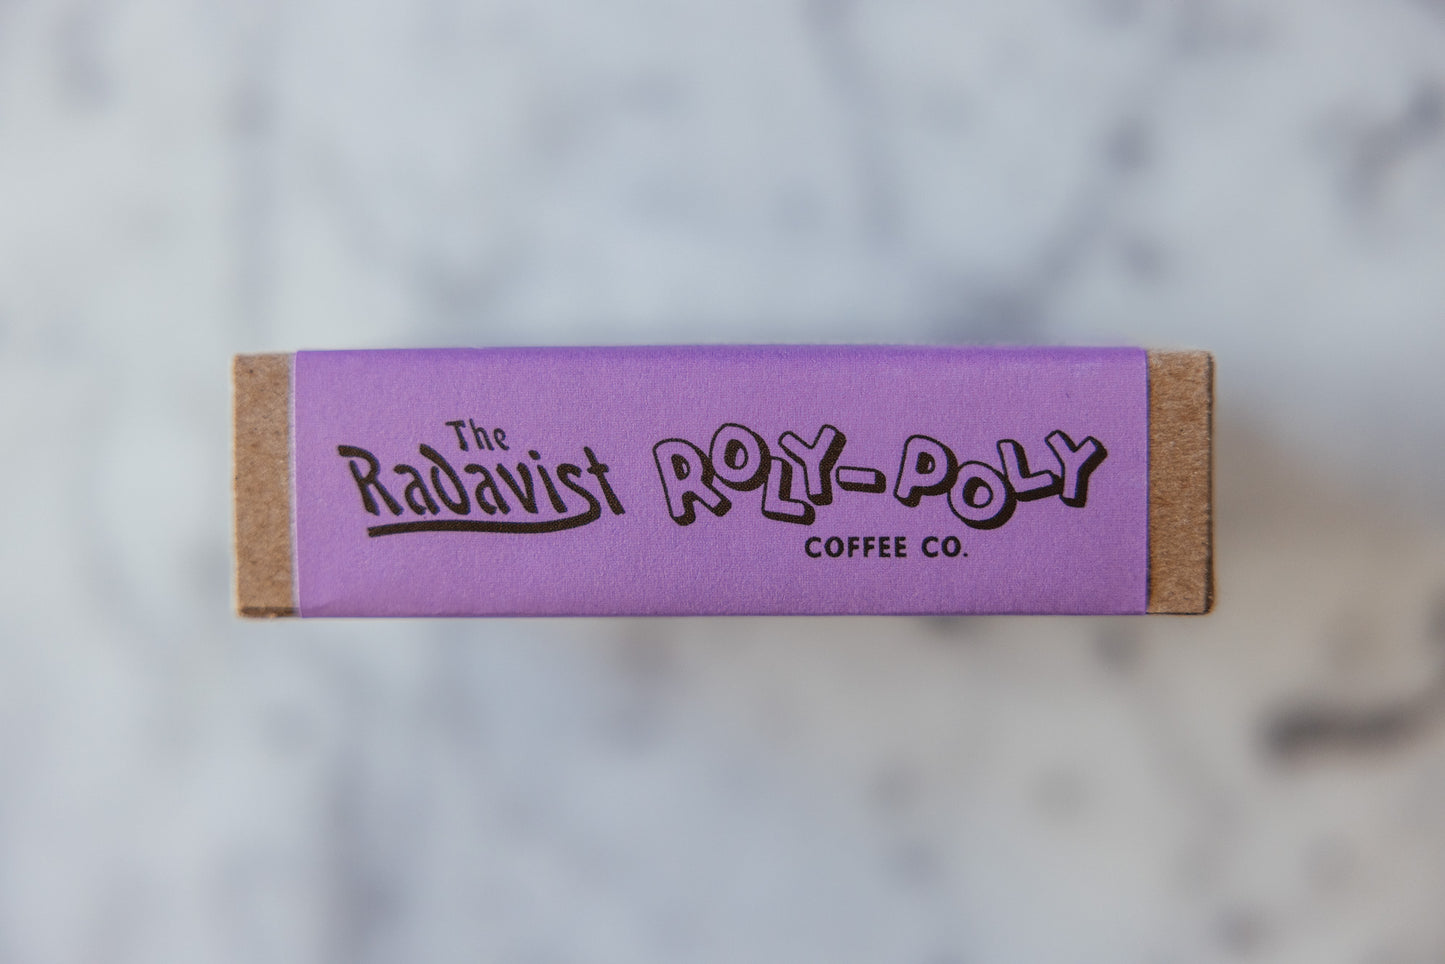 The
Radavist
ROLY-POLY
COFFEE CO.